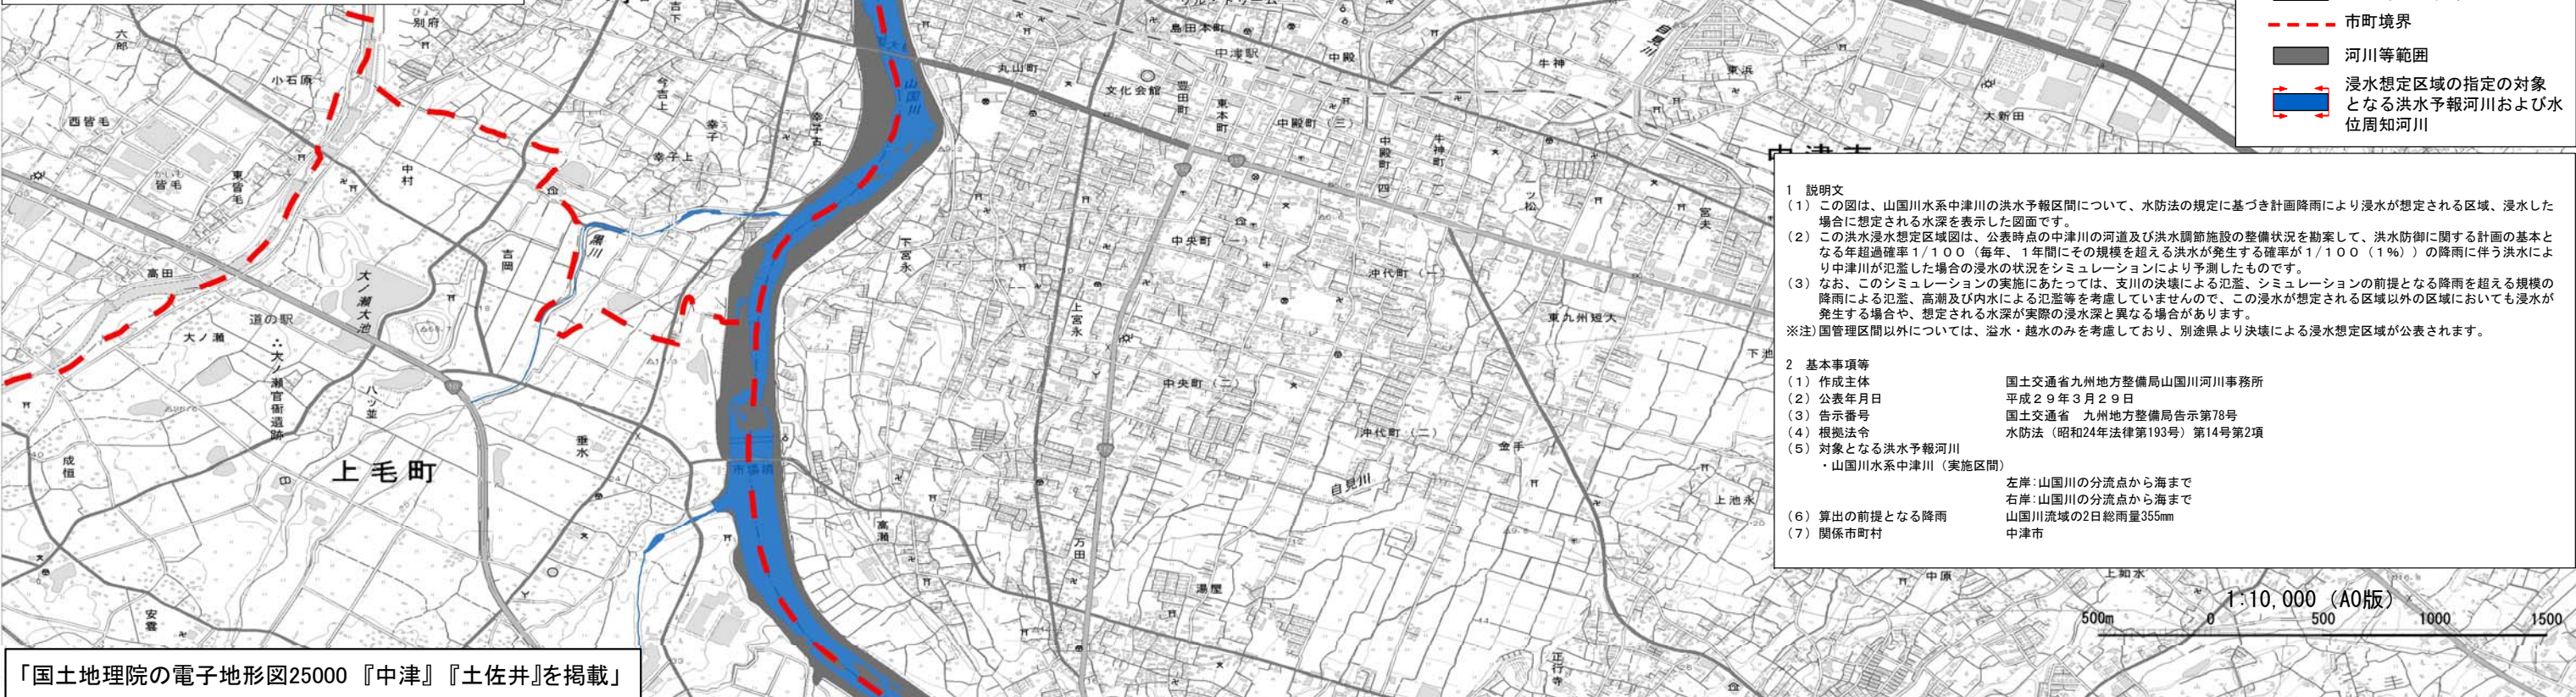 市町境界
河川等範囲
浸水想定区域の指定の対象
となる洪水予報河川および水
位周知河川
別府
吉下
六郎
小石原
今吉上
西皆毛
幸子
幸子古
幸子上
中村
かいも
皆毛
東皆毛
高田
大ノ瀬大池
吉岡
黒川
道の駅
大ノ瀬
大ノ瀬官衙遺跡
八ッ並
成恒
垂水
上毛町
安雲
山国川
市場橋
高瀬
下宮永
上宮永
万田
湯屋
丸山町
島田本町
中津駅
中殿
文化会館
豊田町
東本町
中殿町（三）
中殿町
四
牛神町
牛神
自見川
東浜
大新田
一ツ松
宮夫
中央町（一）
沖代町（一）
中央町（二）
沖代町（二）
東九州短大
下池
金手
自見川
上池永
正行寺
中原
上如水
中津市
1 説明文
（1）この図は、山国川水系中津川の洪水予報区間について、水防法の規定に基づき計画降雨により浸水が想定される区域、浸水した
場合に想定される水深を表示した図面です。
（2）この洪水浸水想定区域図は、公表時点の中津川の河道及び洪水調節施設の整備状況を勘案して、洪水防御に関する計画の基本と
なる年超過確率１/１００（毎年、１年間にその規模を超える洪水が発生する確率が１/１００（１%））の降雨に伴う洪水によ
り中津川が氾濫した場合の浸水の状況をシミュレーションにより予測したものです。
（3）なお、このシミュレーションの実施にあたっては、支川の決壊による氾濫、シミュレーションの前提となる降雨を超える規模の
降雨による氾濫、高潮及び内水による氾濫等を考慮していませんので、この浸水が想定される区域以外の区域においても浸水が
発生する場合や、想定される水深が実際の浸水深と異なる場合があります。
※注）国管理区間以外については、溢水・越水のみを考慮しており、別途県より決壊による浸水想定区域が公表されます。
2 基本事項等
（1）作成主体 国土交通省九州地方整備局山国川河川事務所
（2）公表年月日 平成２９年３月２９日
（3）告示番号 国土交通省 九州地方整備局告示第78号
（4）根拠法令 水防法（昭和24年法律第193号）第14号第2項
（5）対象となる洪水予報河川
・山国川水系中津川（実施区間）
左岸：山国川の分流点から海まで
右岸：山国川の分流点から海まで
（6）算出の前提となる降雨 山国川流域の2日総雨量355mm
（7）関係市町村 中津市
1:10,000（A0版）
500m 0 500 1000 1500
「国土地理院の電子地形図25000『中津』『土佐井』を掲載」